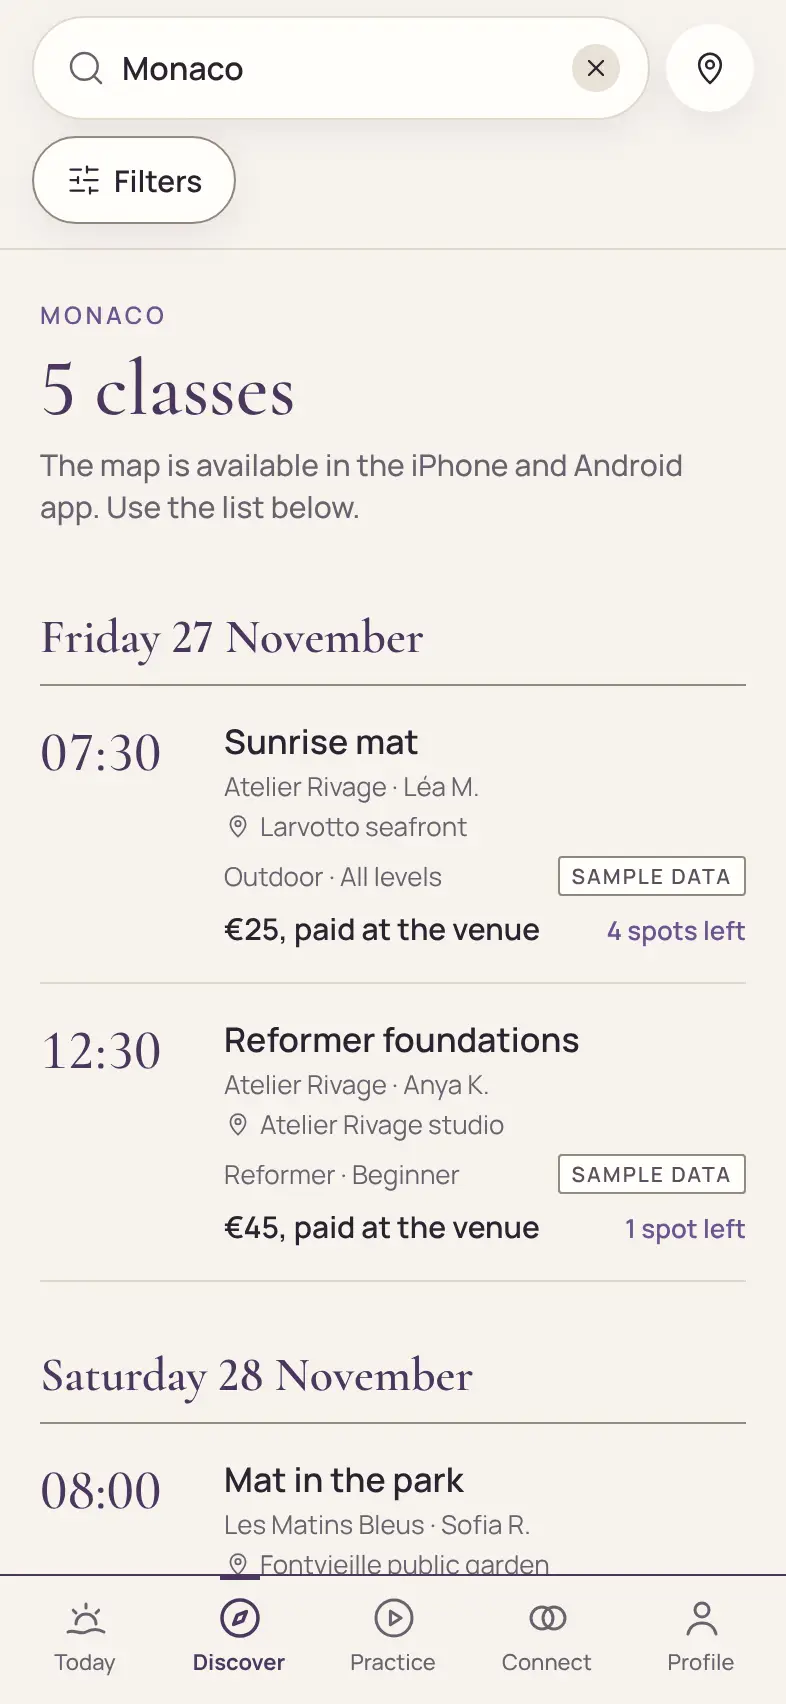 Monaco
Filters
MONACO
5 classes
The map is available in the iPhone and Android
app. Use the list below.
Friday 27 November
07:30
Sunrise mat
Atelier Rivage · Léa M.
Larvotto seafront
Outdoor · All levels
SAMPLE DATA
€25, paid at the venue
4 spots left
12:30
Reformer foundations
Atelier Rivage · Anya K.
Atelier Rivage studio
Reformer · Beginner
SAMPLE DATA
€45, paid at the venue
1 spot left
Saturday 28 November
08:00
Mat in the park
Les Matins Bleus · Sofia R.
Fontvieille public garden
Today
Discover
Practice
Connect
Profile